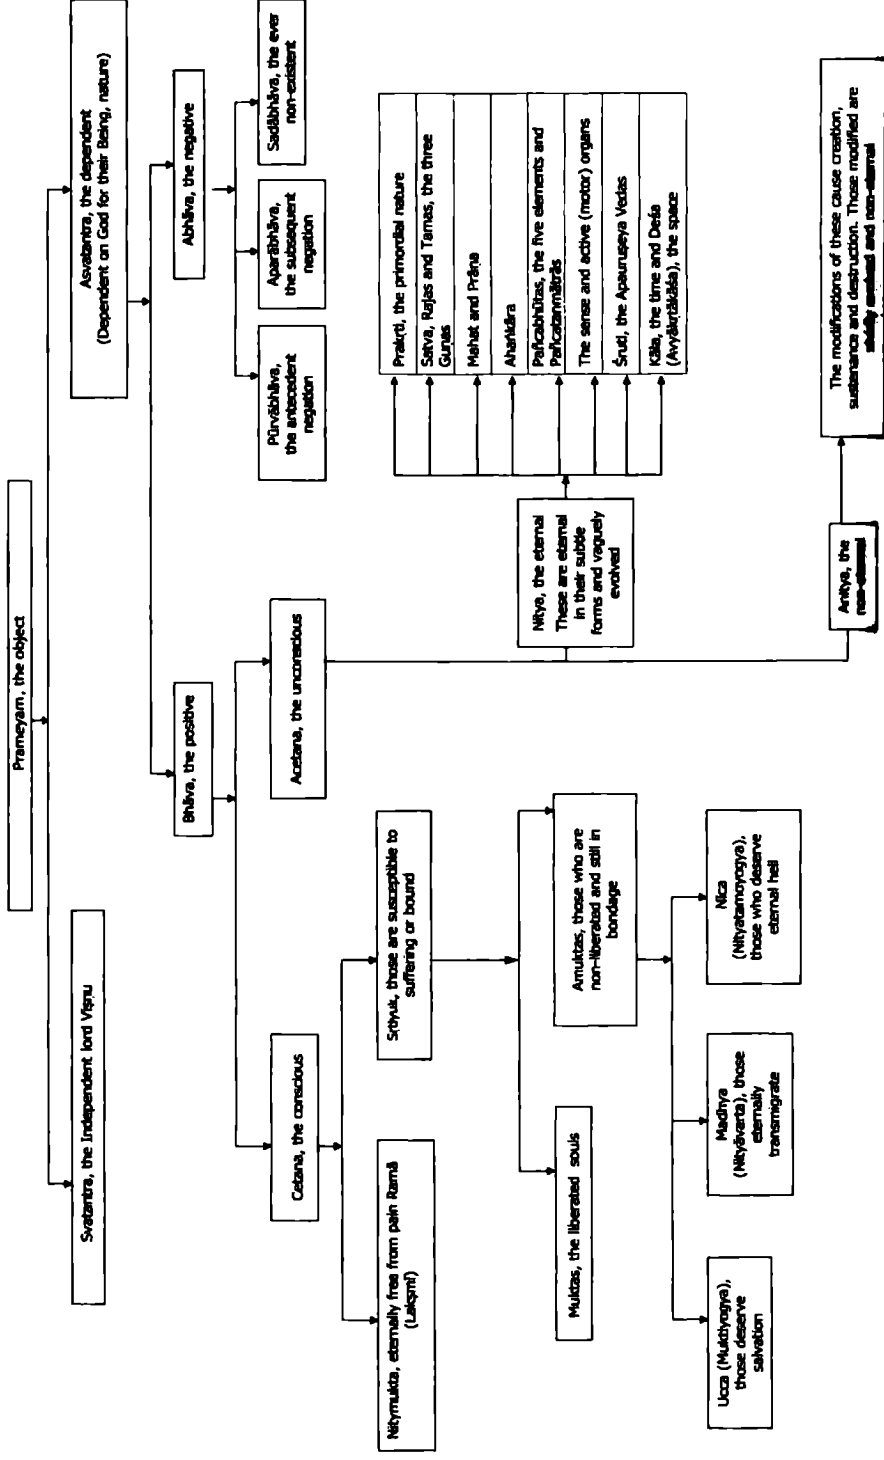 Prameyam, the object
Svatantra, the Independent lord Viṣṇu
Asvatantra, the dependent
(Dependent on God for their Being, nature)
Bhāva, the positive
Abhāva, the negative
Cetana, the conscious
Acetana, the unconscious
Pūrvābhāva,
the antecedent
negation
Aparābhāva,
the subsequent
negation
Sadābhāva, the ever
non-existent
Nitymukta, eternally free from pain Ramā
(Lakṣmī)
Sṛtiyuk, those are susceptible to
suffering or bound
Prakṛti, the primordial nature
Satva, Rajas and Tamas, the three
Guṇas
Mahat and Prāṇa
Ahaṅkāra
Pañcabhūtas, the five elements and
Pañcatanmātrās
The sense and active (motor) organs
Śruti, the Apauruṣeya Vedas
Kāla, the time and Deśa
(Avyākṛtākāśa), the space
Nitya, the eternal
These are eternal
in their subtle
forms and vaguely
evolved
Muktas, the liberated souls
Amuktas, those who are
non-liberated and still in
bondage
Ucca (Muktiyogya),
those deserve
salvation
Madhya
(Nityāvarta), those
eternally
transmigrate
Nīca
(Nityatamoyogya),
those who deserve
eternal hell
Anitya, the
non-eternal
The modifications of these cause creation,
sustenance and destruction. Those modified are
evolved and non-eternal